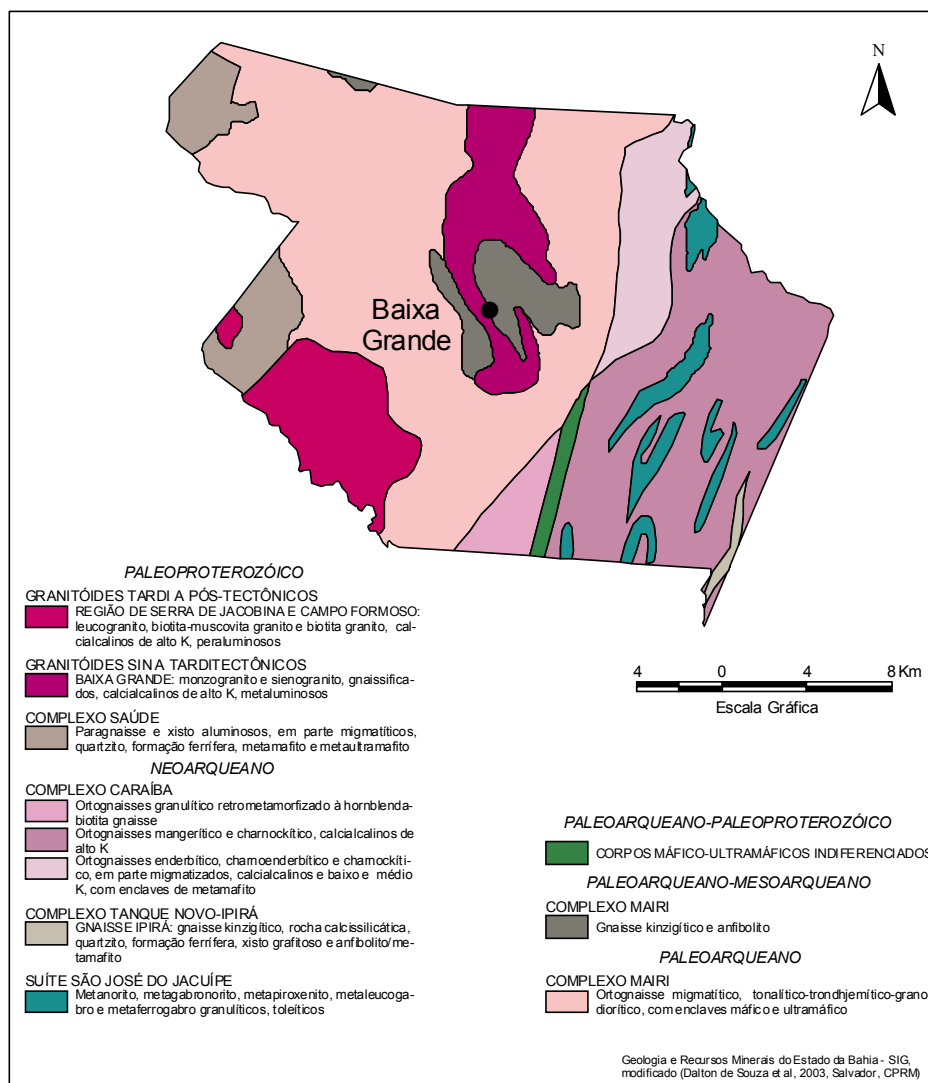 N
Baixa
Grande
PALEOPROTEROZÓICO
GRANITÓIDES TARDI A PÓS-TECTÔNICOS
REGIÃO DE SERRA DE JACOBINA E CAMPO FORMOSO:
leucogranito, biotita-muscovita granito e biotita granito, cal-
cialcalinos de alto K, peraluminosos
GRANITÓIDES SIN A TARDITECTÔNICOS
BAIXA GRANDE: monzogranito e sienogranito, gnaissifica-
dos, calcialcalinos de alto K, metaluminosos
COMPLEXO SAÚDE
Paragnaisse e xisto aluminosos, em parte migmatíticos,
quartzito, formação ferrífera, metamafito e metaultramafito
NEOARQUEANO
COMPLEXO CARAÍBA
Ortognaisses granulítico retrometamorfizado à hornblenda-
biotita gnaisse
Ortognaisses mangerítico e charnockítico, calcialcalinos de
alto K
Ortognaisses enderbítico, charnoenderbítico e charnockíti-
co, em parte migmatizados, calcialcalinos e baixo e médio
K, com enclaves de metamafito
COMPLEXO TANQUE NOVO-IPIRÁ
GNAISSE IPIRÁ: gnaisse kinzigítico, rocha calcissilicática,
quartzito, formação ferrífera, xisto grafitoso e anfibolito/me-
tamafito
SUÍTE SÃO JOSÉ DO JACUÍPE
Metanorito, metagabronorito, metapiroxenito, metaleucoga-
bro e metaferrogabro granulíticos, toleíticos
4 0 4 8 Km
Escala Gráfica
PALEOARQUEANO-PALEOPROTEROZÓICO
CORPOS MÁFICO-ULTRAMÁFICOS INDIFERENCIADOS
PALEOARQUEANO-MESOARQUEANO
COMPLEXO MAIRI
Gnaisse kinzigítico e anfibolito
PALEOARQUEANO
COMPLEXO MAIRI
Ortognaisse migmatítico, tonalítico-trondhjemítico-grano
diorítico, com enclaves máfico e ultramáfico
Geologia e Recursos Minerais do Estado da Bahia - SIG,
modificado (Dalton de Souza et al, 2003, Salvador, CPRM)